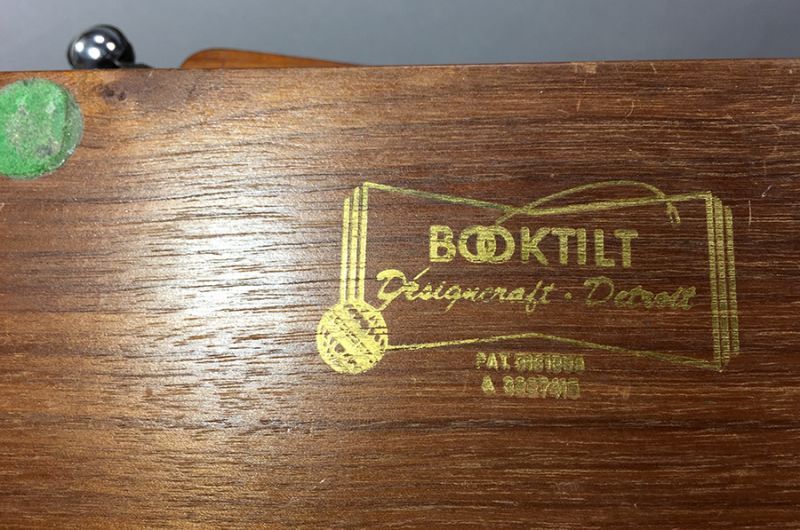 BOOKTILT
Designcraft - Detroit
PAT.
&